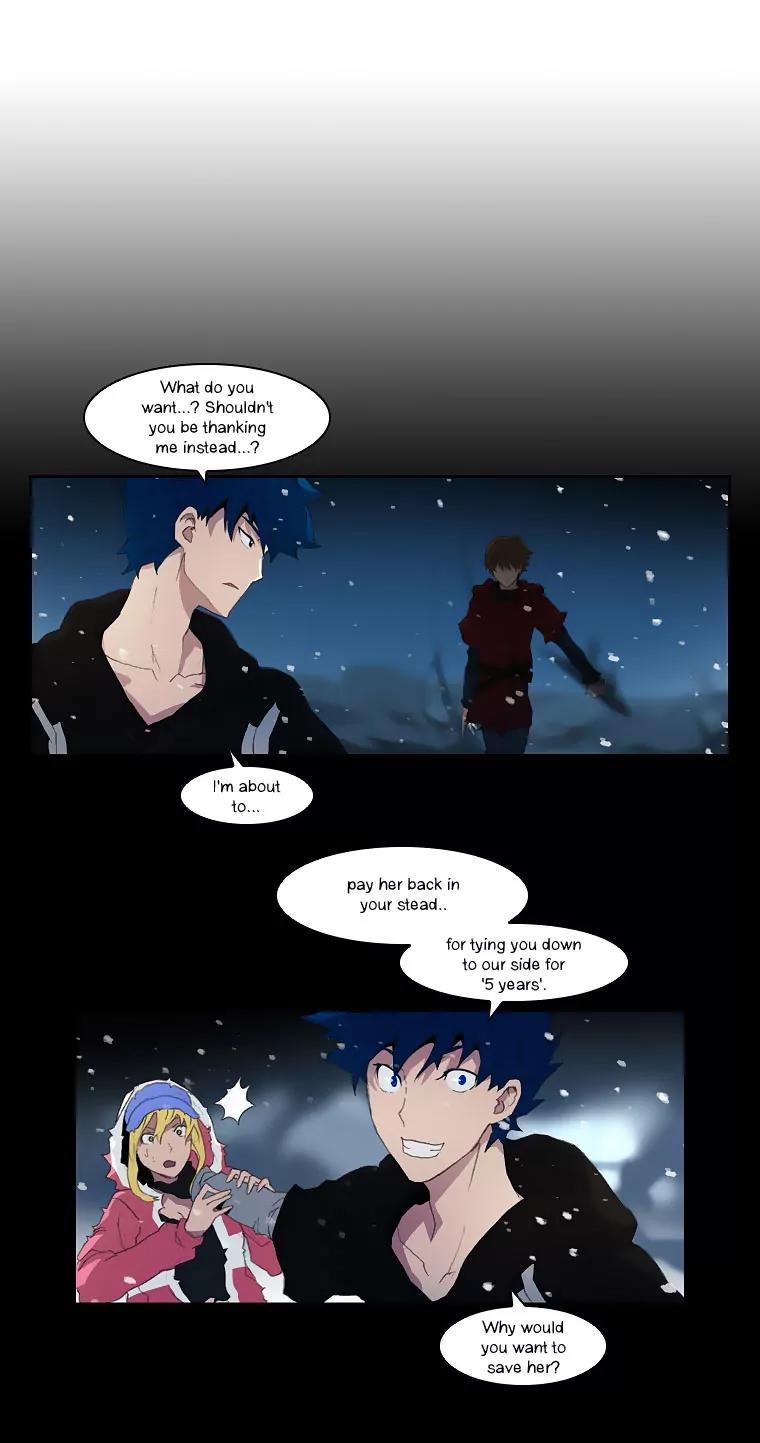 What do you
want...? Shouldn't
you be thanking
me instead...?
I'm about
to...
pay her back in
your stead..
for tying you down
to our side for
'5 years'.
Why would
you want to
save her?